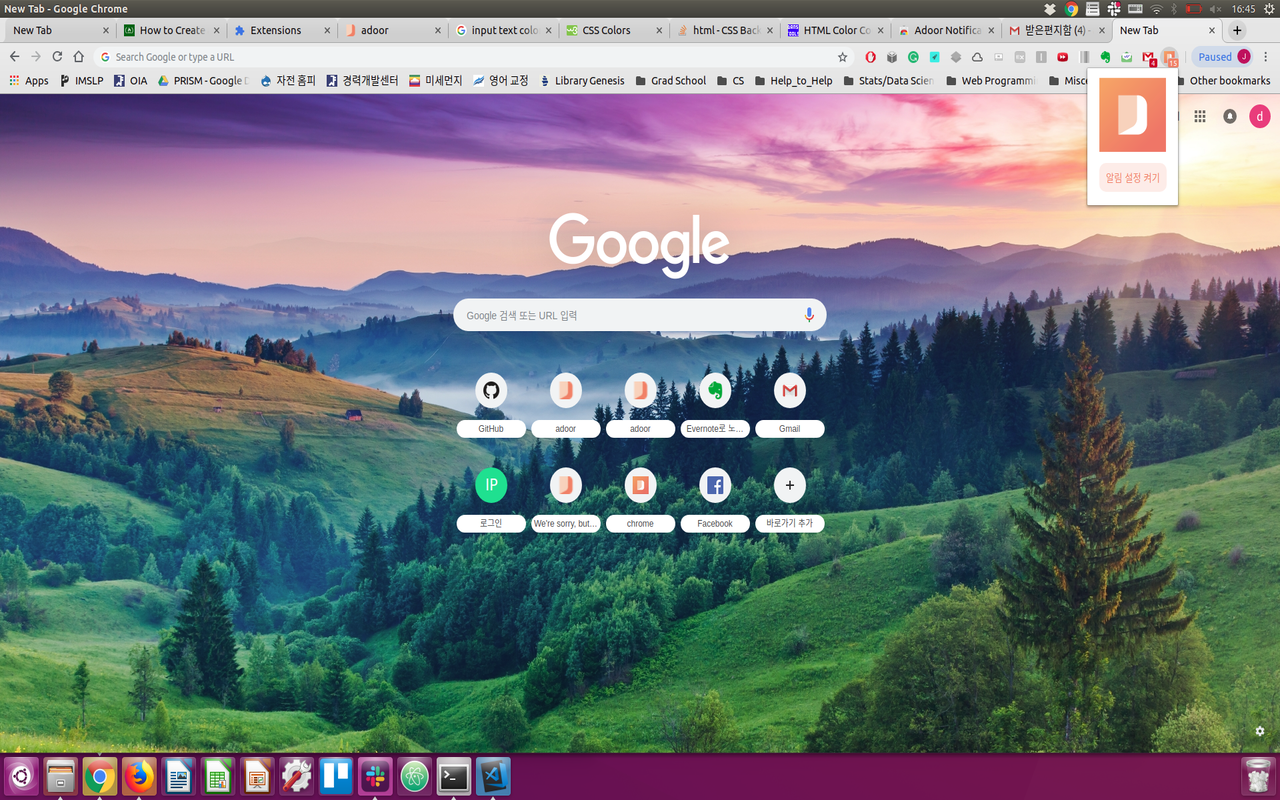 New Tab - Google Chrome
16:45
New Tab
How to Create
Extensions
adoor
input text colo
CSS Colors
html - CSS Back
HTML Color Co
Adoor Notifica
받은편지함 (4) -
New Tab
Search Google or type a URL
4
15
Paused
J
Apps
IMSLP
OIA
PRISM - Google D
자전 홈피
경력개발센터
미세먼지
영어 교정
Library Genesis
Grad School
CS
Help_to_Help
Stats/Data Scien
Web Programmi
Misc
Other bookmarks
d
알림 설정 켜기
Google
Google 검색 또는 URL 입력
GitHub
adoor
adoor
Evernote로 노...
Gmail
IP
로그인
We're sorry, but...
chrome
Facebook
바로가기 추가